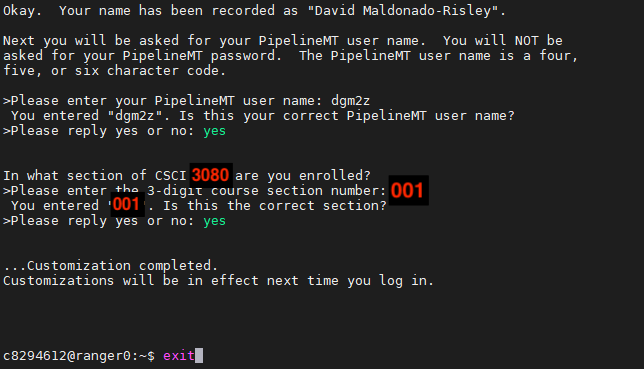 Okay.  Your name has been recorded as "David Maldonado-Risley".
Next you will be asked for your PipelineMT user name.  You will NOT be
asked for your PipelineMT password.  The PipelineMT user name is a four,
five, or six character code.
>Please enter your PipelineMT user name: dgm2z
 You entered "dgm2z". Is this your correct PipelineMT user name?
>Please reply yes or no: yes
In what section of CSCI 3080 are you enrolled?
>Please enter the 3-digit course section number: 001
 You entered "001". Is this the correct section?
>Please reply yes or no: yes
...Customization completed.
Customizations will be in effect next time you log in.
c8294612@ranger0:~$ exit